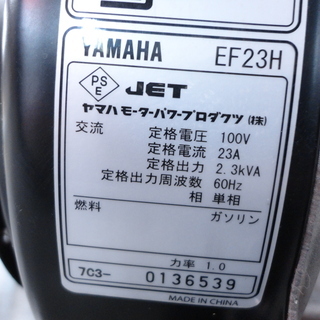 YAMAHA EF23H
PS
E
JET
ヤマハモーターパワープロダクツ(株)
交流 定格電圧 100V
定格電流 23A
定格出力 2.3kVA
定格出力周波数 60Hz
相 単相
燃料 ガソリン
力率 1.0
7C3- 0136539
MADE IN CHINA